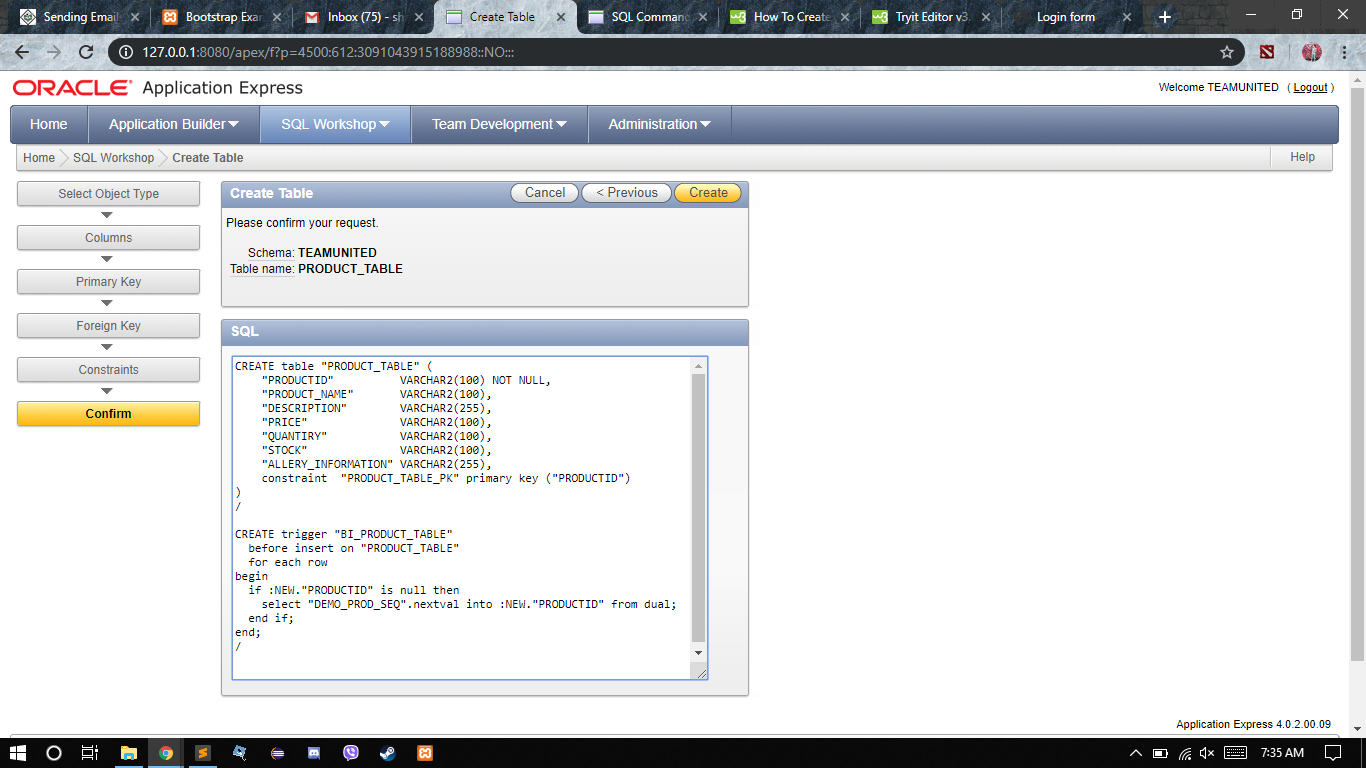 Sending Email
Bootstrap Exa
Inbox (75) - sh
Create Table
SQL Comman
How To Create
Tryit Editor v3.
Login form
127.0.0.1:8080/apex/f?p=4500:612:3091043915188988::NO:::
ORACLE Application Express
Welcome TEAMUNITED ( Logout )
Home
Application Builder
SQL Workshop
Team Development
Administration
Home
SQL Workshop
Create Table
Help
Select Object Type
Columns
Primary Key
Foreign Key
Constraints
Confirm
Create Table
Cancel
< Previous
Create
Please confirm your request.
Schema: TEAMUNITED
Table name: PRODUCT_TABLE
SQL
CREATE table "PRODUCT_TABLE" (
"PRODUCTID" VARCHAR2(100) NOT NULL,
"PRODUCT_NAME" VARCHAR2(100),
"DESCRIPTION" VARCHAR2(255),
"PRICE" VARCHAR2(100),
"QUANTIRY" VARCHAR2(100),
"STOCK" VARCHAR2(100),
"ALLERY_INFORMATION" VARCHAR2(255),
constraint "PRODUCT_TABLE_PK" primary key ("PRODUCTID")
)
/
CREATE trigger "BI_PRODUCT_TABLE"
before insert on "PRODUCT_TABLE"
for each row
begin
if :NEW."PRODUCTID" is null then
select "DEMO_PROD_SEQ".nextval into :NEW."PRODUCTID" from dual;
end if;
end;
/
Application Express 4.0.2.00.09
7:35 AM